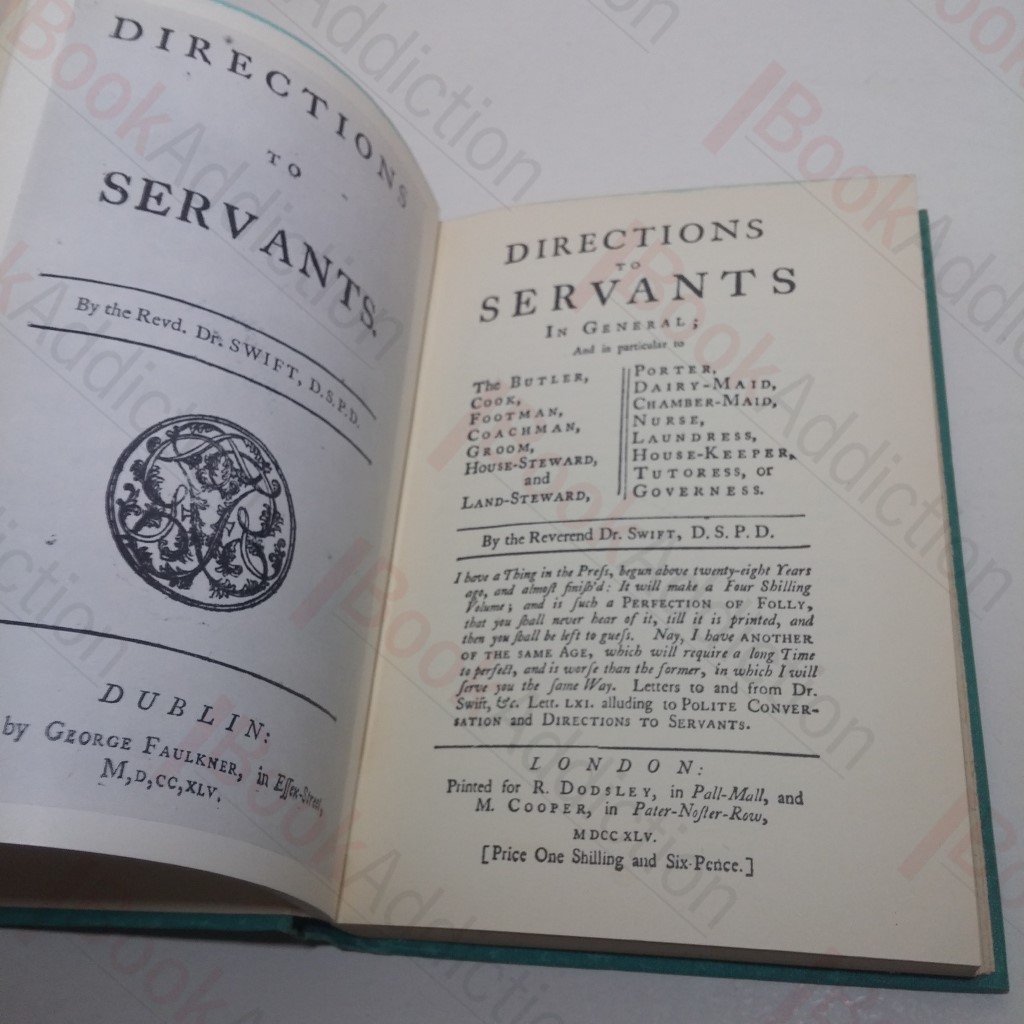 DIRECTIONS
TO
SERVANTS.
By the Revd. Dr. SWIFT, D.S.P.D.
DUBLIN:
by GEORGE FAULKNER, in Eſſex-Street,
M,D,CC,XLV.
DIRECTIONS
TO
SERVANTS
IN GENERAL;
And in particular to
The BUTLER,
COOK,
FOOTMAN,
COACHMAN,
GROOM,
HOUSE-STEWARD,
and
LAND-STEWARD,
PORTER,
DAIRY-MAID,
CHAMBER-MAID,
NURSE,
LAUNDRESS,
HOUSE-KEEPER,
TUTORESS, or
GOVERNESS.
By the Reverend Dr. SWIFT, D. S. P. D.
I have a Thing in the Preſs, begun above twenty-eight Years
ago, and almoſt finiſh'd: It will make a Four Shilling
Volume; and is ſuch a PERFECTION OF FOLLY,
that you ſhall never hear of it, till it is printed, and
then you ſhall be left to gueſs. Nay, I have ANOTHER
OF THE SAME AGE, which will require a long Time
to perfect, and is worſe than the former, in which I will
ſerve you the ſame Way. Letters to and from Dr.
Swift, &c. Lett. LXI. alluding to POLITE CONVER-
SATION and DIRECTIONS TO SERVANTS.
LONDON:
Printed for R. DODSLEY, in Pall-Mall, and
M. COOPER, in Pater-Noſter-Row,
MDCC XLV.
[Price One Shilling and Six-Pence.]
BookAddiction